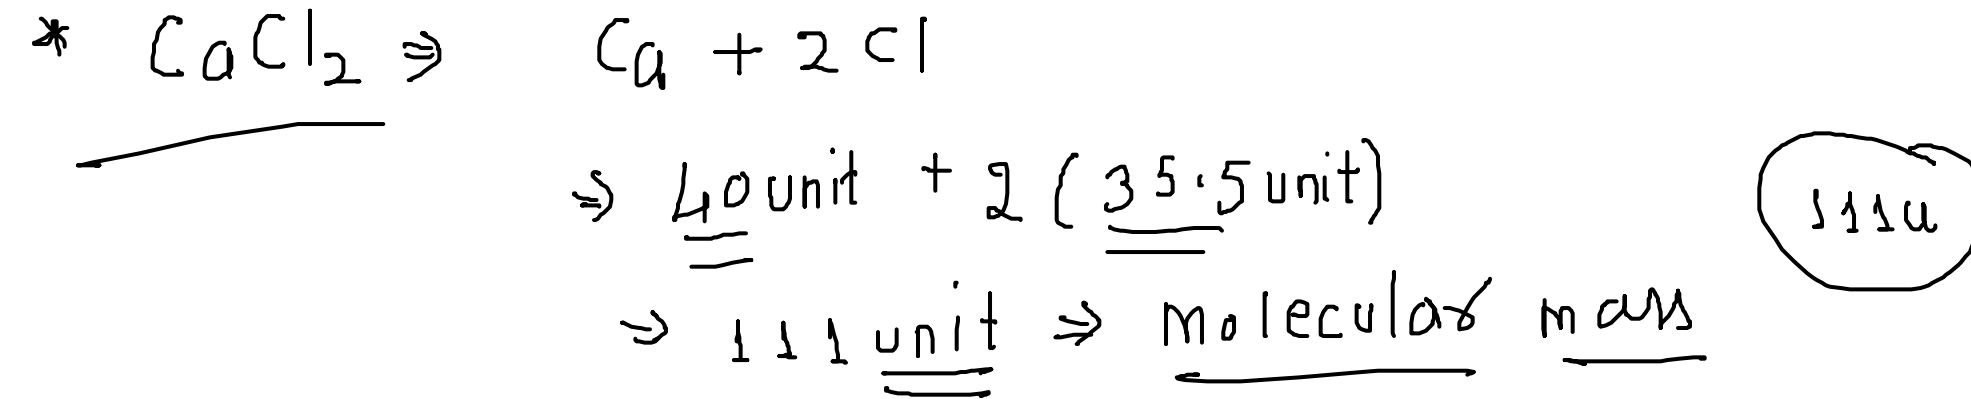 * CaCl₂ ⇒ Ca + 2Cl
⇒ 40 unit + 2 (35.5 unit)
111u
⇒ 111 unit ⇒ molecular mass